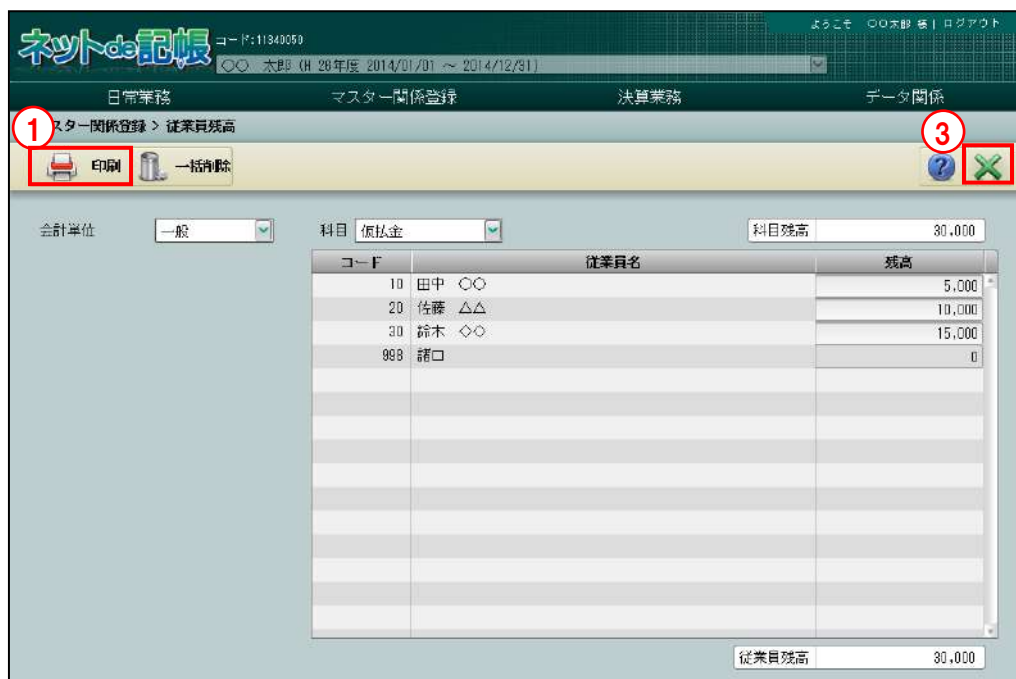 ようこそ 〇〇太郎 様 | ログアウト
ネットde記帳 コード:11340050
〇〇 太郎 (H 26年度 2014/01/01 ～ 2014/12/31)
日常業務 マスター関係登録 決算業務 データ関係
① スター関係登録 > 従業員残高 ③
印刷 一括削除 ?
会計単位 一般 科目 仮払金 科目残高 30,000
コード 従業員名 残高
10 田中 〇〇 5,000
20 佐藤 △△ 10,000
30 鈴木 ◇◇ 15,000
998 諸口 0
従業員残高 30,000